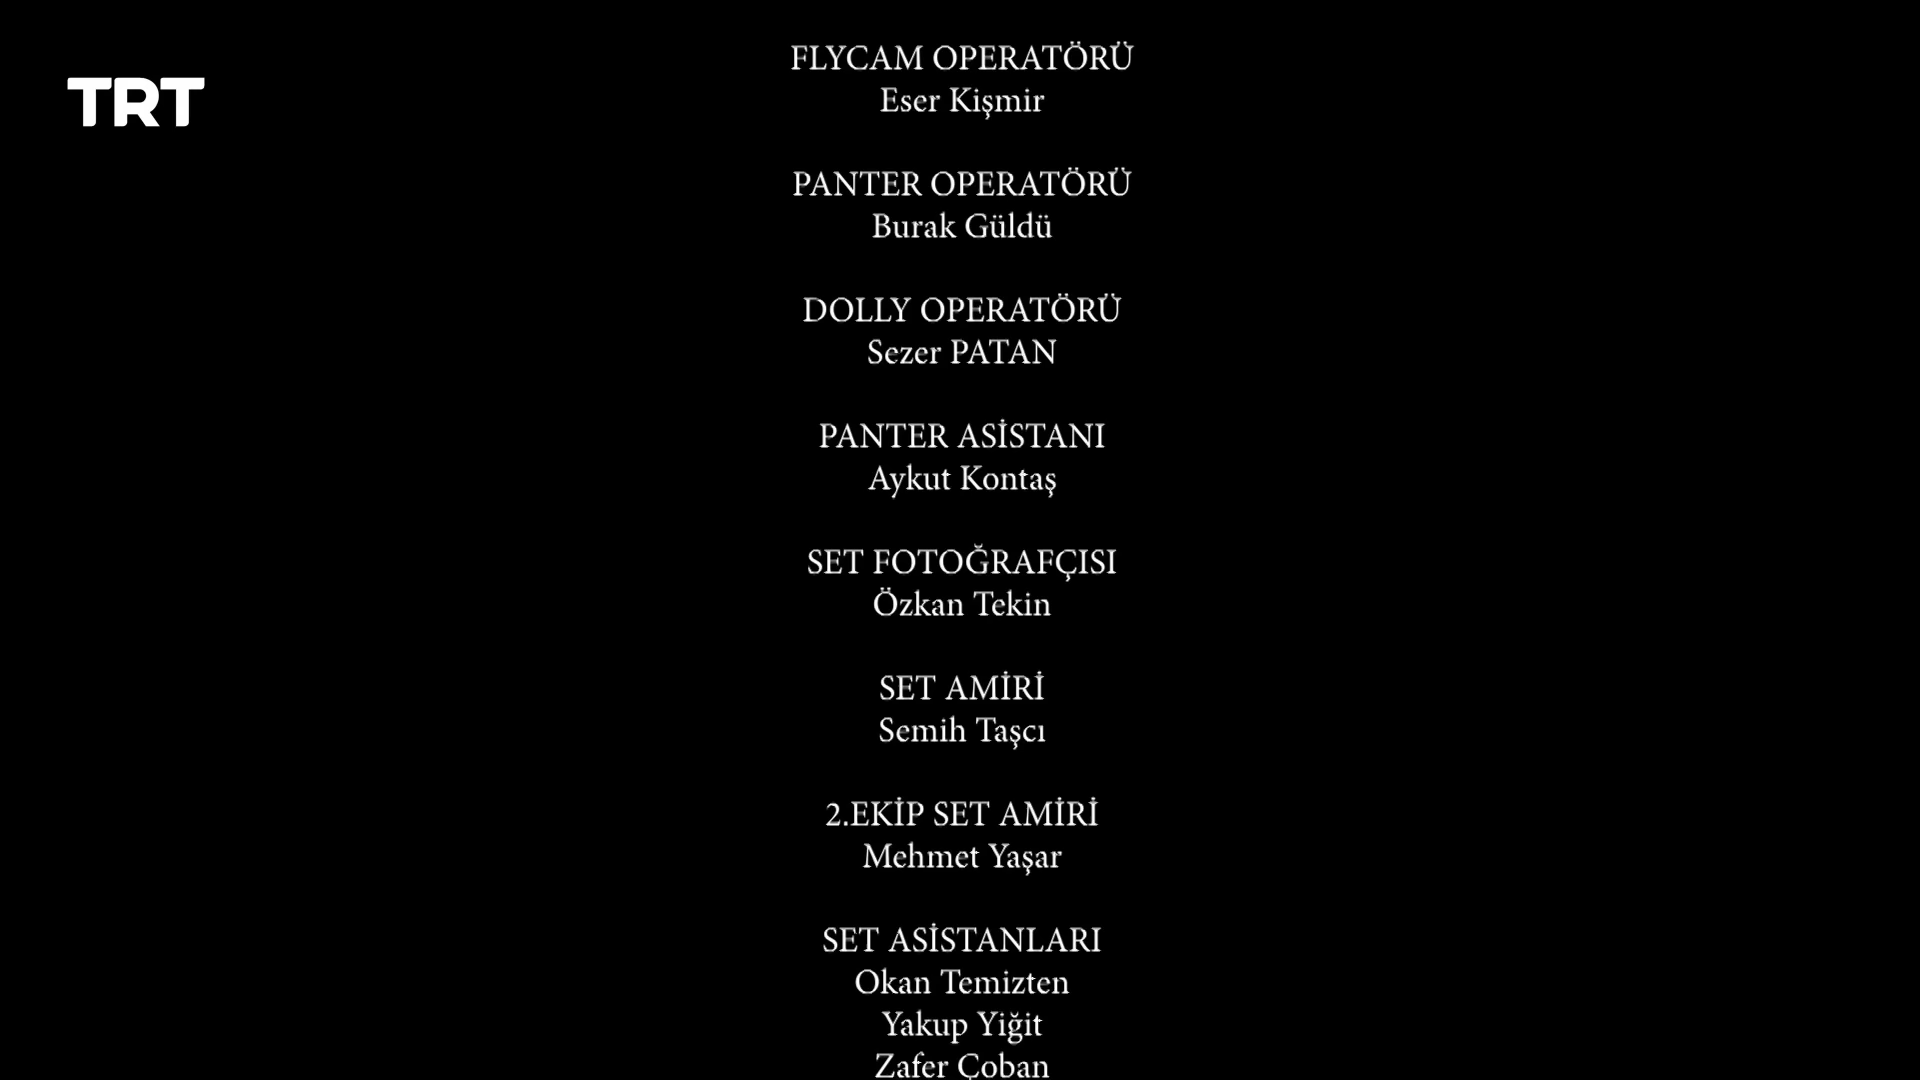 TRT
FLYCAM OPERATÖRÜ
Eser Kişmir
PANTER OPERATÖRÜ
Burak Güldü
DOLLY OPERATÖRÜ
Sezer PATAN
PANTER ASİSTANI
Aykut Kontaş
SET FOTOĞRAFÇISI
Özkan Tekin
SET AMİRİ
Semih Taşcı
2.EKİP SET AMİRİ
Mehmet Yaşar
SET ASİSTANLARI
Okan Temizten
Yakup Yiğit
Zafer Çoban